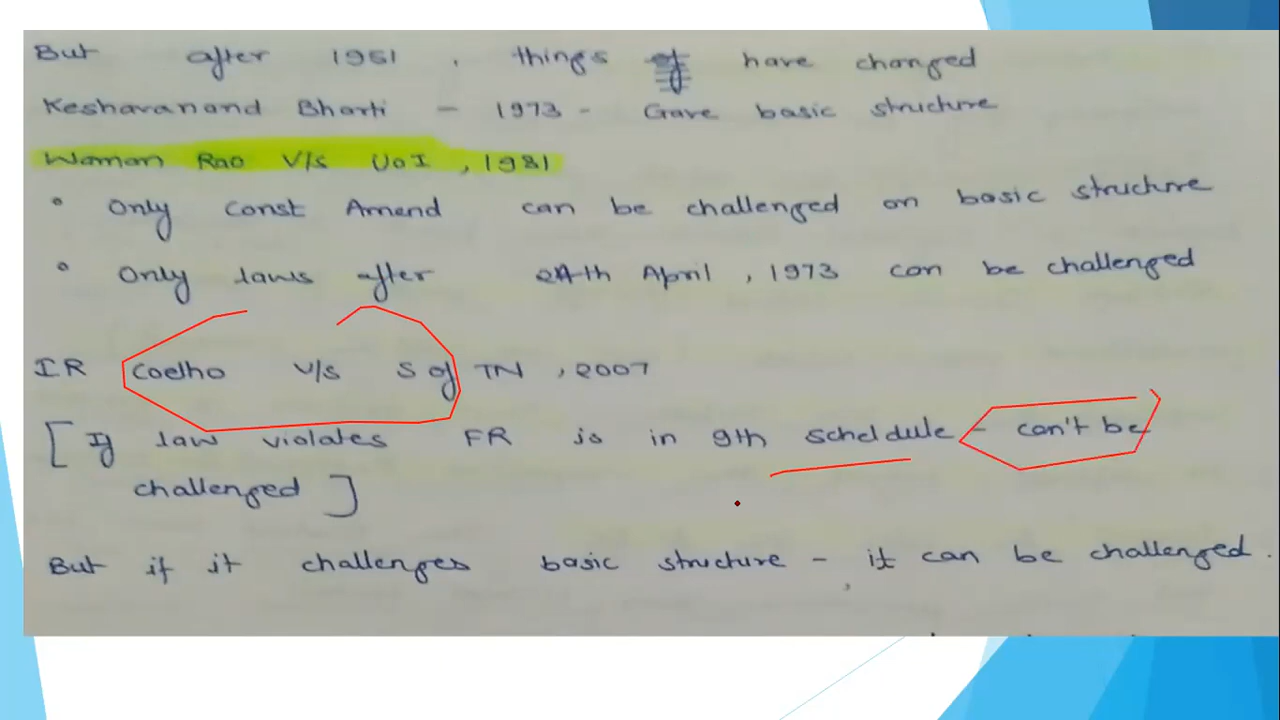 But after 1951, things of have changed
Keshavanand Bharti - 1973 - Gave basic structure
Waman Rao V/s UOI, 1981
• Only Const Amend can be challenged on basic structure
• Only laws after 24th April, 1973 can be challenged
IR Coelho V/s S of TN, 2007
[If law violates FR is in 9th schedule - can't be
challenged]
But if it challenges basic structure - it can be challenged.